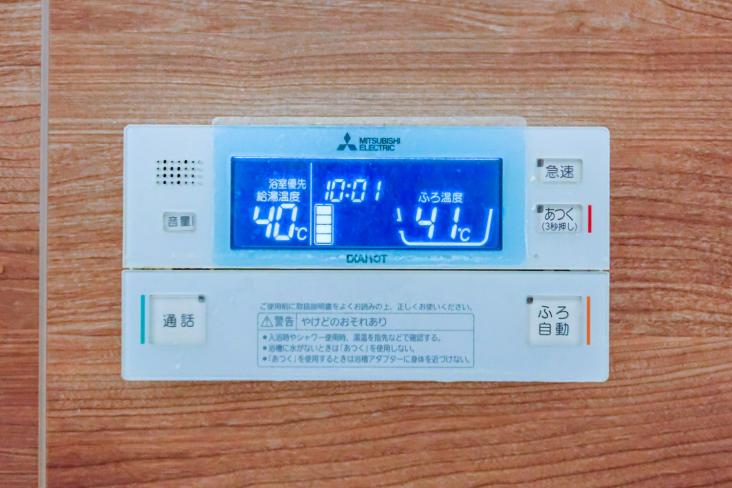 MITSUBISHI
ELECTRIC
浴室優先
給湯温度
40℃
10:01
ふろ温度
41℃
音量
急速
あつく
(3秒押し)
DIAHOT
通話
ご使用前に取扱説明書をよくお読みの上、正しくお使いください。
警告 やけどのおそれあり
●入浴時やシャワー使用時、湯温を指先などで確認する。
●浴槽に水がないときは「あつく」を使用しない。
●「あつく」を使用するときは浴槽アダプターに身体を近づけない。
ふろ
自動